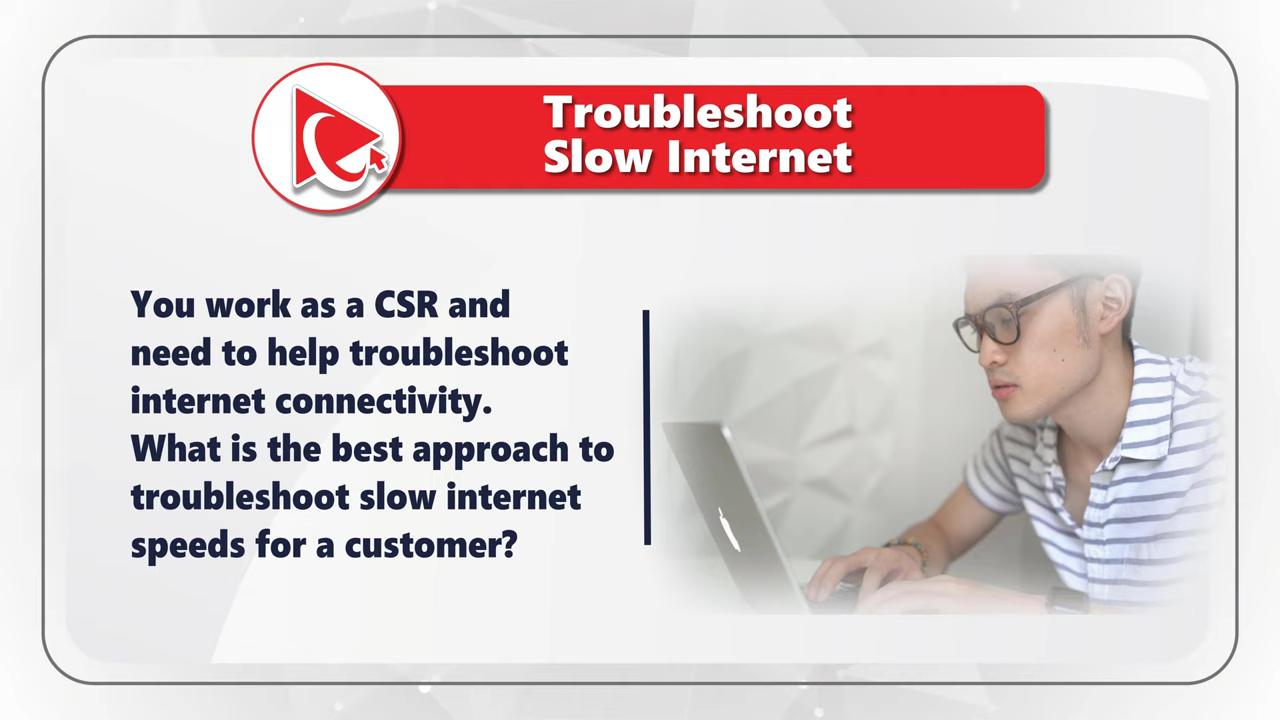 Troubleshoot
Slow Internet
You work as a CSR and
need to help troubleshoot
internet connectivity.
What is the best approach to
troubleshoot slow internet
speeds for a customer?